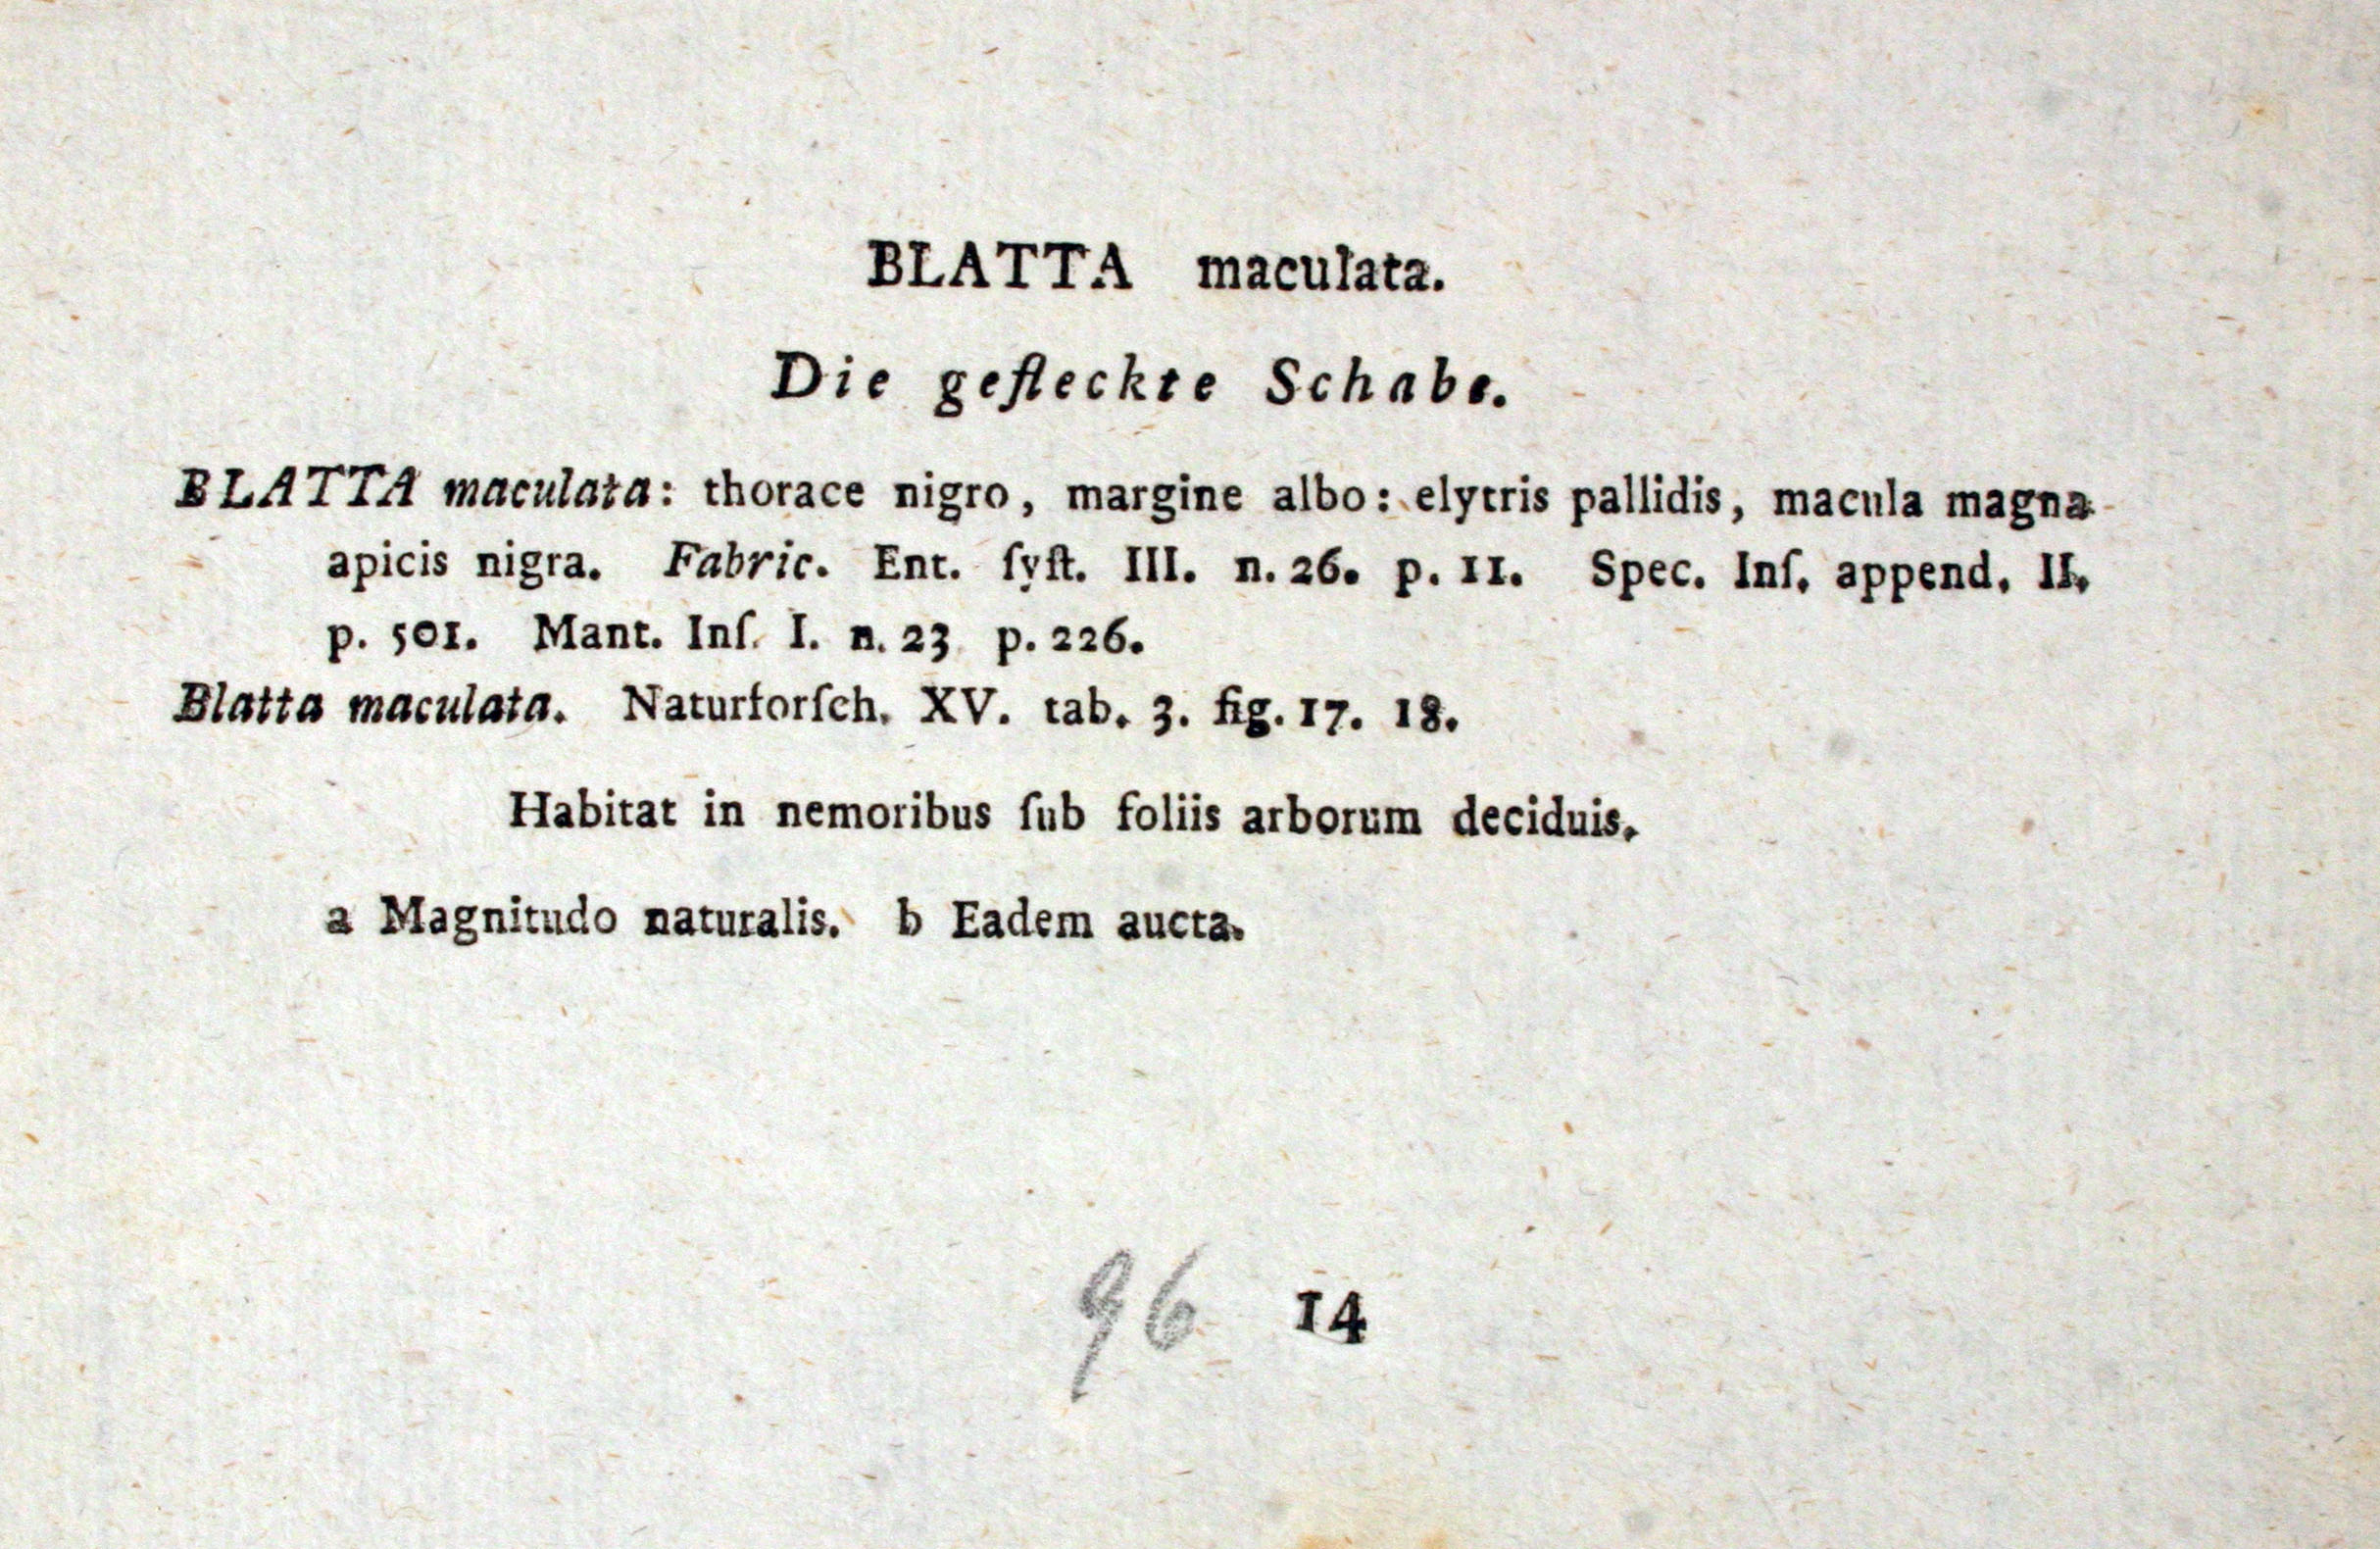 BLATTA maculata.
Die gefleckte Schabe.
BLATTA maculata: thorace nigro, margine albo: elytris pallidis, macula magna
apicis nigra. Fabric. Ent. ſyſt. III. n. 26. p. 11. Spec. Inſ. append. II.
p. 501. Mant. Inſ. I. n. 23 p. 226.
Blatta maculata. Naturforſch. XV. tab. 3. fig. 17. 18.
Habitat in nemoribus ſub foliis arborum deciduis.
a Magnitudo naturalis. b Eadem aucta.
96 14